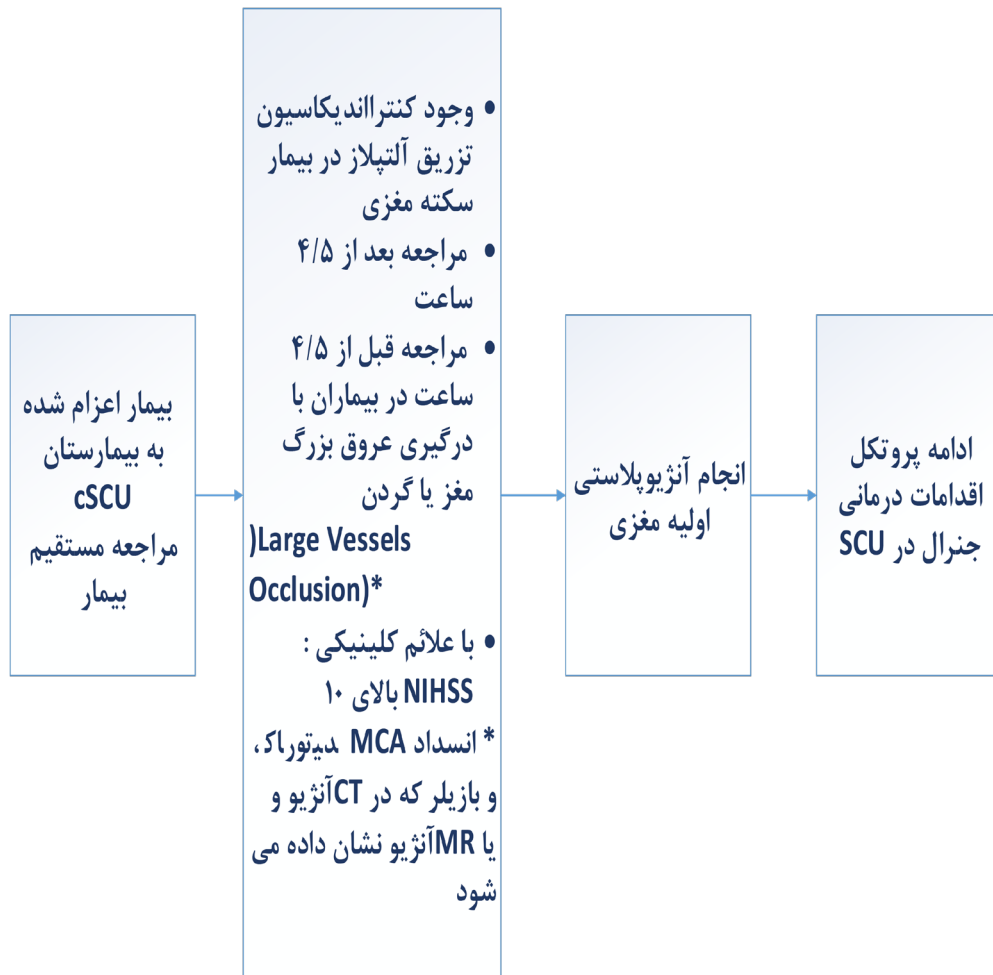 بیمار اعزام شده
به بیمارستان
cSCU
مراجعه مستقیم
بیمار
• وجود کنترااندیکاسیون
تزریق آلتپلاز در بیمار
سکته مغزی
• مراجعه بعد از ۴/۵
ساعت
• مراجعه قبل از ۴/۵
ساعت در بیماران با
درگیری عروق بزرگ
مغز یا گردن
)Large Vessels
Occlusion)*
• با علائم کلینیکی :
NIHSS بالای ۱۰
* انسداد MCA ،
و بازیلر که در CTآنژیو و
یا MRآنژیو نشان داده می
شود
انجام آنژیوپلاستی
اولیه مغزی
ادامه پروتکل
اقدامات درمانی
جنرال در SCU